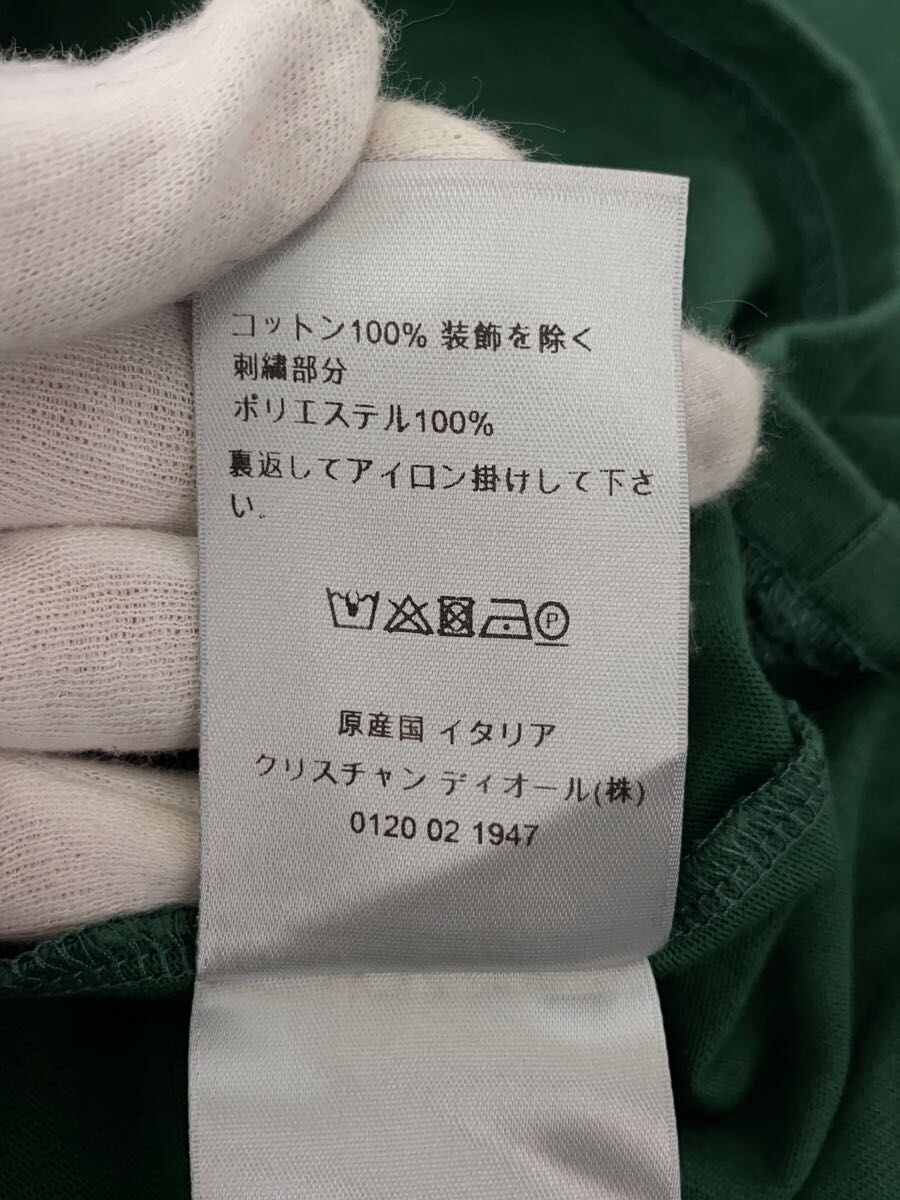 コットン100% 装飾を除く
刺繍部分
ポリエステル100%
裏返してアイロン掛けして下さ
い.
P
原産国 イタリア
クリスチャン ディオール(株)
0120 02 1947